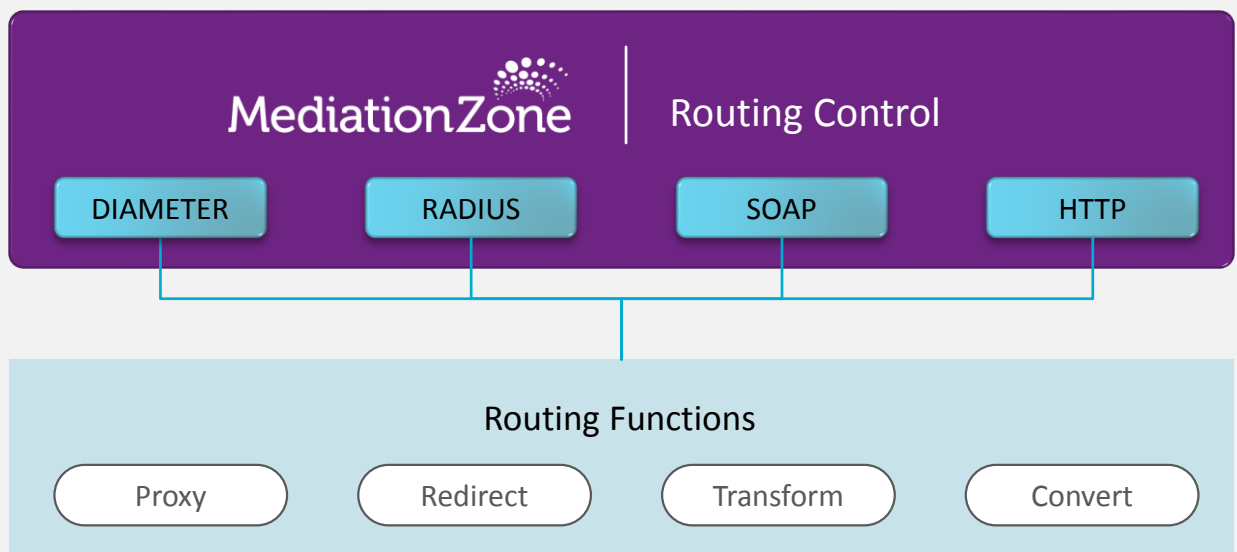 MediationZone
Routing Control
DIAMETER
RADIUS
SOAP
HTTP
Routing Functions
Proxy
Redirect
Transform
Convert